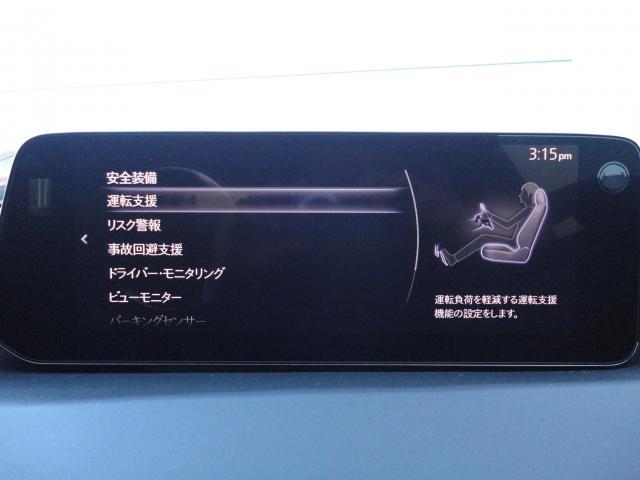 3:15pm
安全装備
運転支援
リスク警報
事故回避支援
ドライバー・モニタリング
ビューモニター
パーキングセンサー
運転負荷を軽減する運転支援
機能の設定をします。